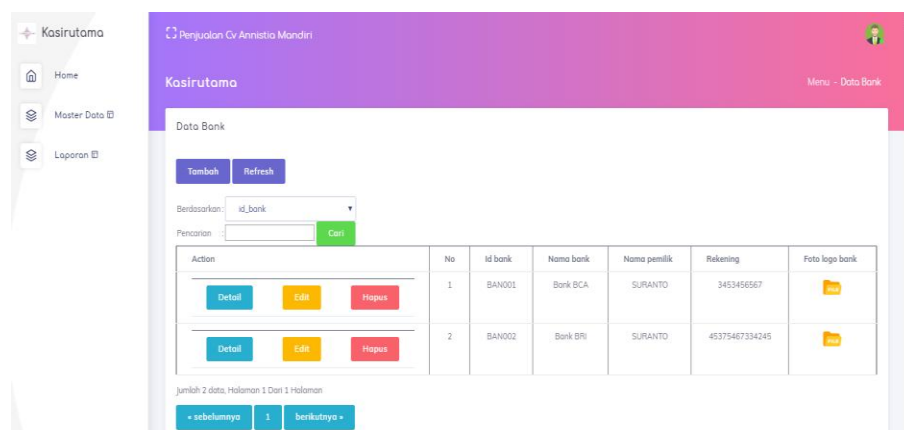 Kasirutama
Penjualan Cv Annistia Mandiri
Home
Master Data
Laporan
Kasirutama
Menu - Data Bank
Data Bank
Tambah Refresh
Berdasarkan : id_bank
Pencarian : Cari
Action No Id bank Nama bank Nama pemilik Rekening Foto logo bank
Detail Edit Hapus 1 BAN001 Bank BCA SURANTO 3453456567
Detail Edit Hapus 2 BAN002 Bank BRI SURANTO 45375467334245
Jumlah 2 data, Halaman 1 Dari 1 Halaman
« sebelumnya 1 berikutnya »